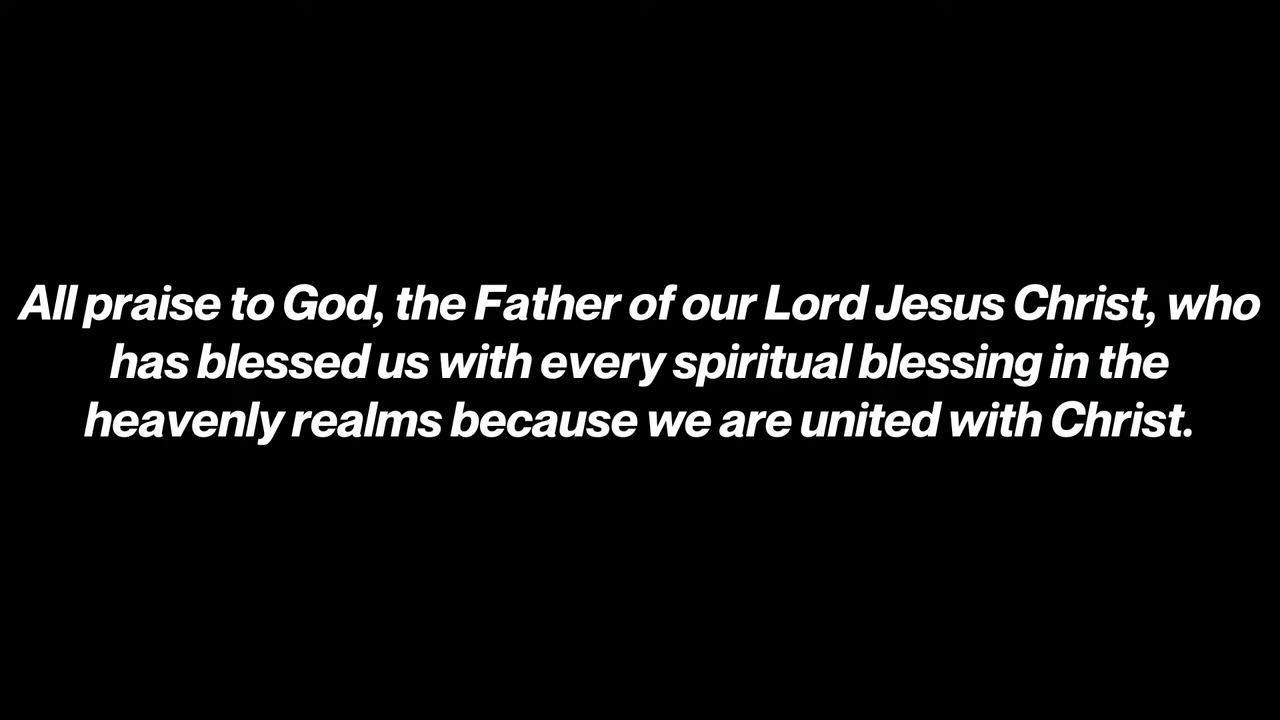 All praise to God, the Father of our Lord Jesus Christ, who
has blessed us with every spiritual blessing in the
heavenly realms because we are united with Christ.